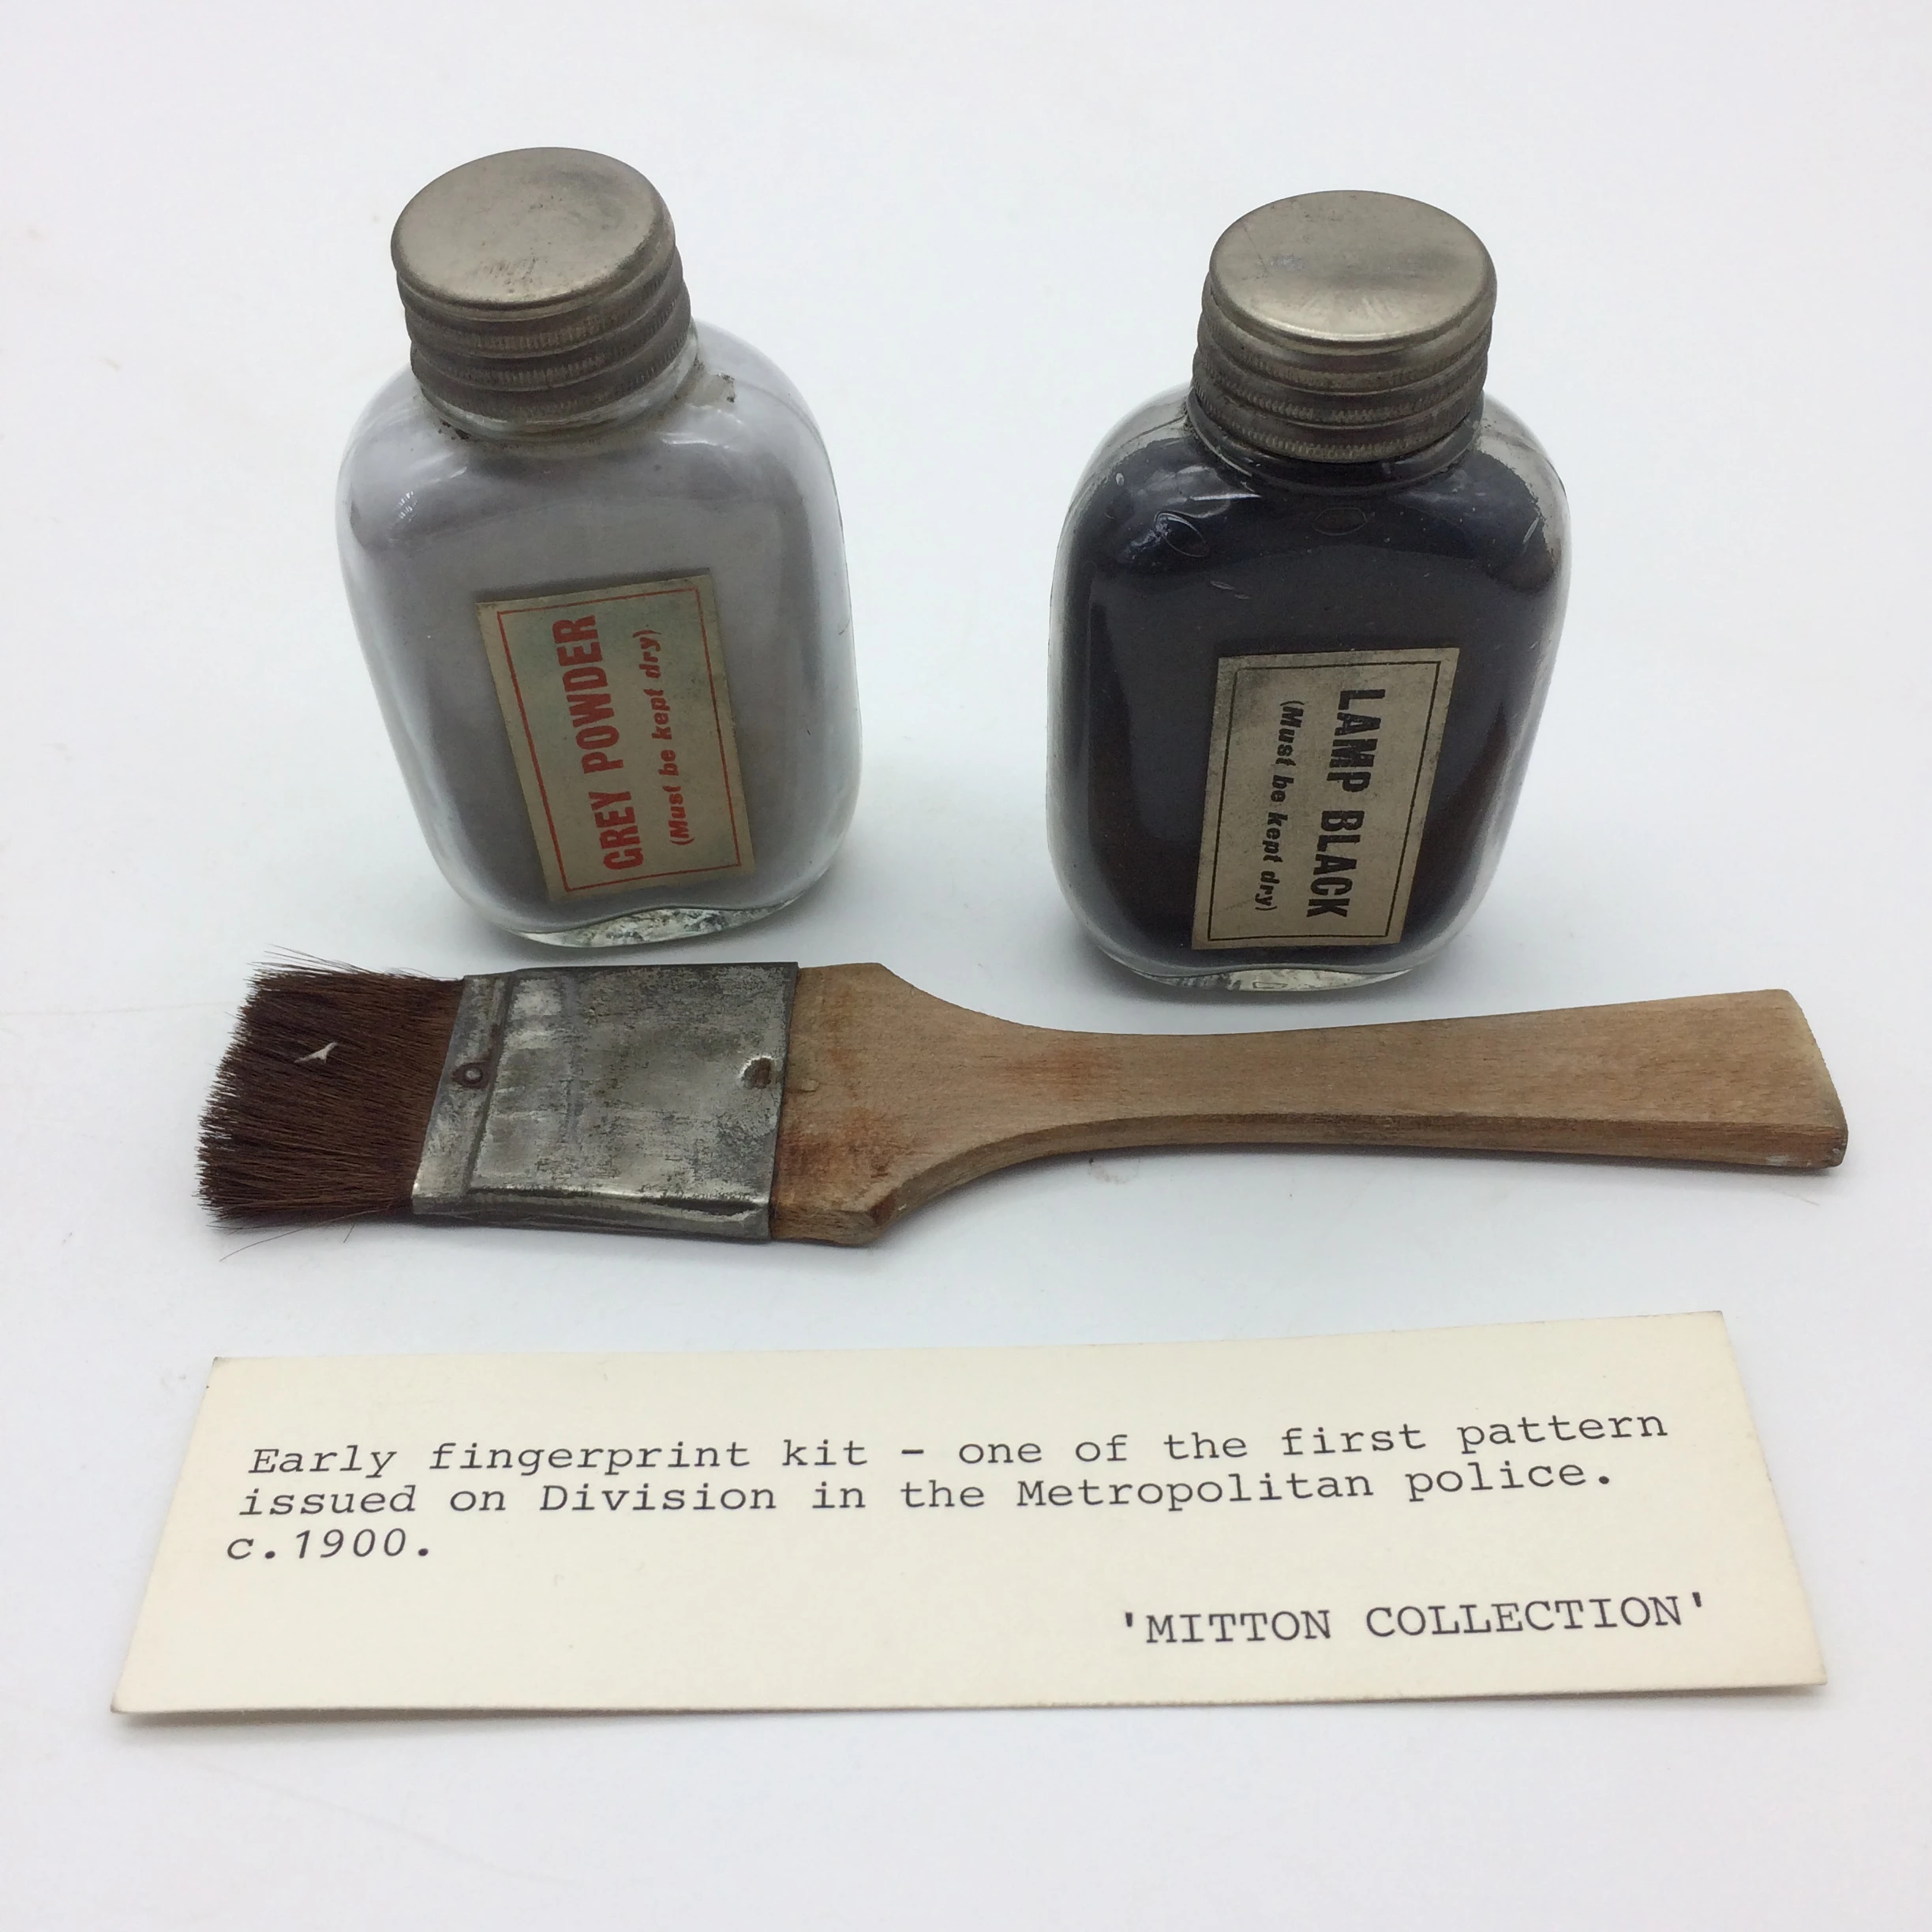 GREY POWDER
(Must be kept dry)
LAMP BLACK
(Must be kept dry)
Early fingerprint kit - one of the first pattern
issued on Division in the Metropolitan police.
c.1900.
'MITTON COLLECTION'